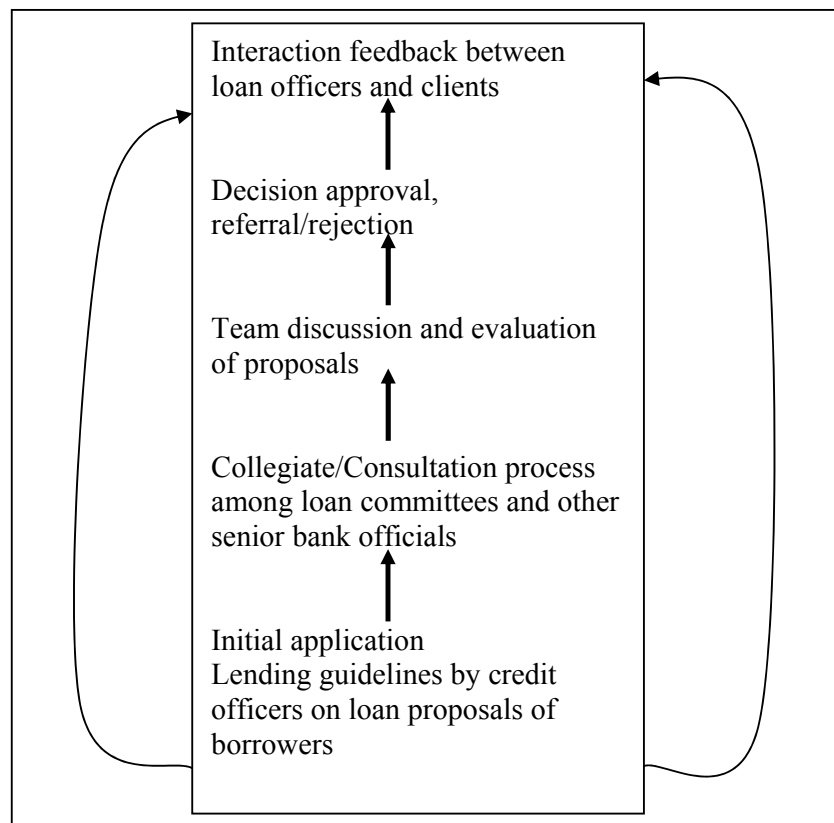 Interaction feedback between
loan officers and clients
Decision approval,
referral/rejection
Team discussion and evaluation
of proposals
Collegiate/Consultation process
among loan committees and other
senior bank officials
Initial application
Lending guidelines by credit
officers on loan proposals of
borrowers